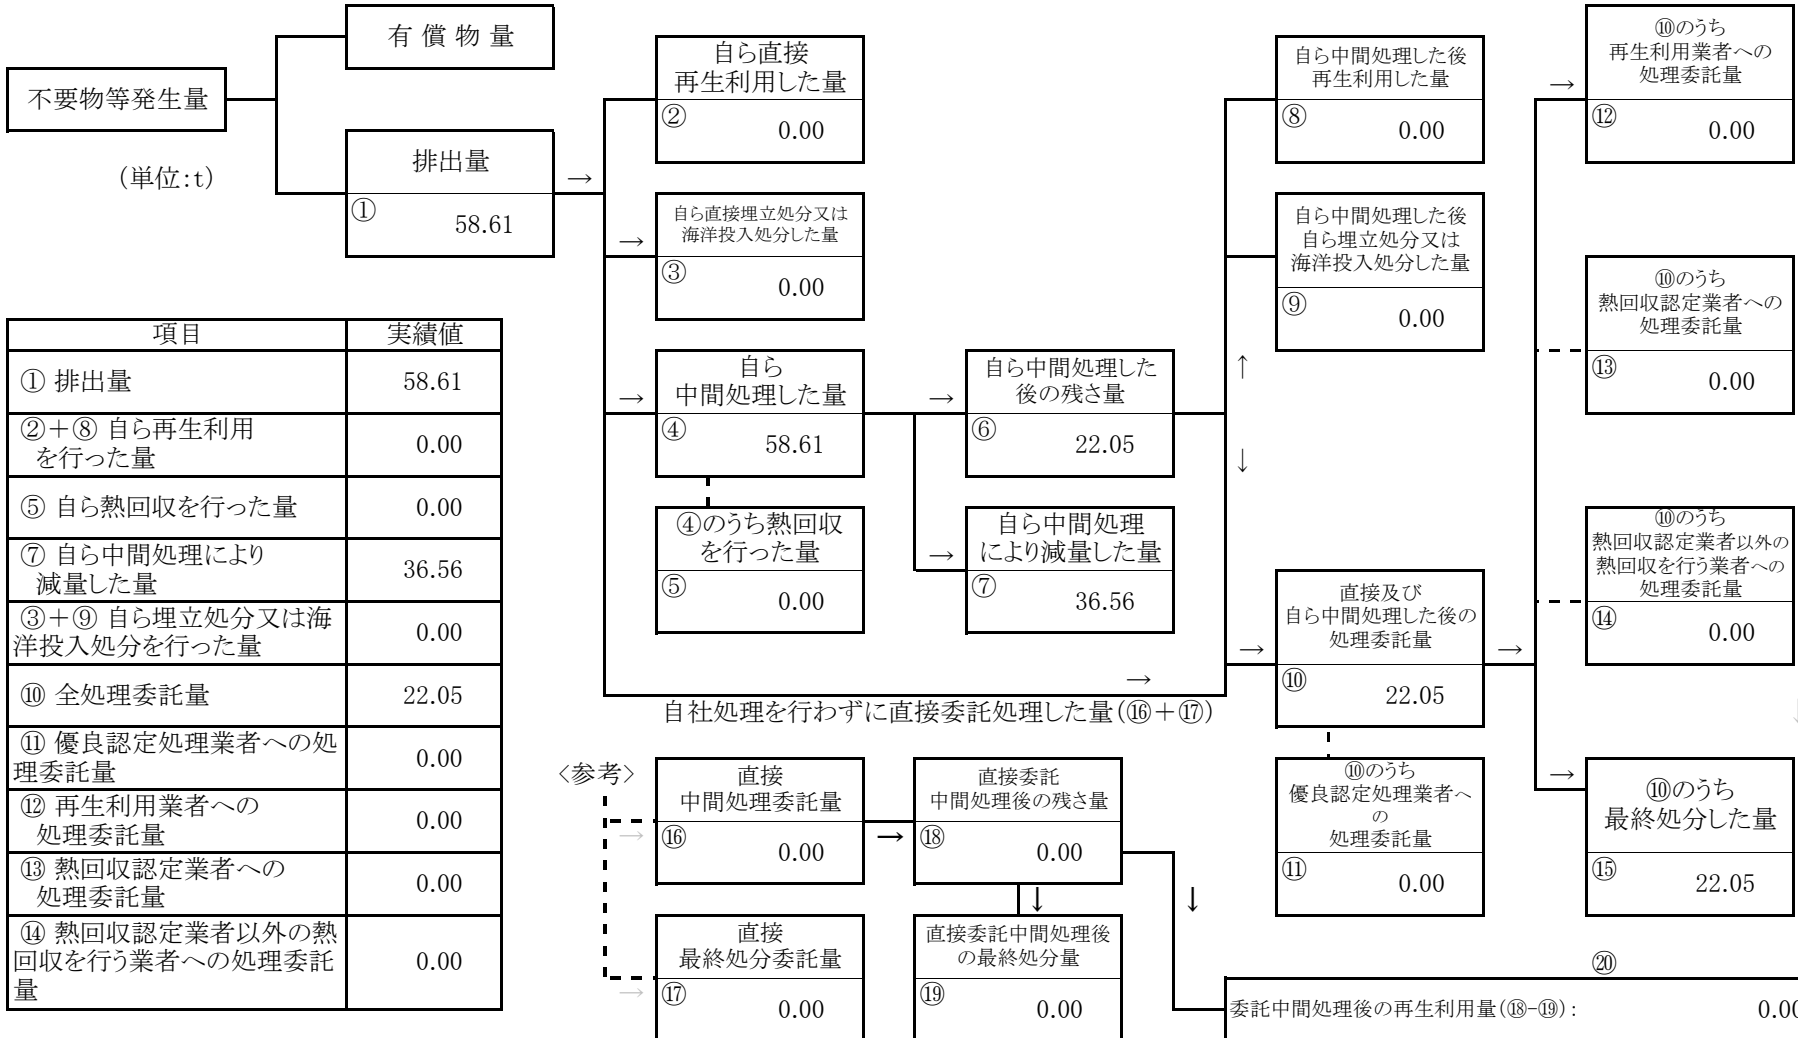 有償物量
不要物等発生量
(単位:t)
排出量
①
58.61
→
自ら直接
再生利用した量
②
0.00
自ら直接埋立処分又は
海洋投入処分した量
→
③
0.00
自ら
中間処理した量
→
④
58.61
④のうち熱回収
を行った量
⑤
0.00
自ら中間処理した
後の残さ量
→
⑥
22.05
自ら中間処理
により減量した量
→
⑦
36.56
自ら中間処理した後
再生利用した量
⑧
0.00
自ら中間処理した後
自ら埋立処分又は
海洋投入処分した量
⑨
0.00
↑
↓
直接及び
自ら中間処理した後の
処理委託量
→
⑩
22.05
→
⑩のうち
優良認定処理業者へ
の
処理委託量
⑪
0.00
⑩のうち
再生利用業者への
処理委託量
→
⑫
0.00
⑩のうち
熱回収認定業者への
処理委託量
⑬
0.00
⑩のうち
熱回収認定業者以外の
熱回収を行う業者への
処理委託量
⑭
0.00
↓
→
⑩のうち
最終処分した量
⑮
22.05
→
自社処理を行わずに直接委託処理した量(⑯+⑰)
項目 実績値
① 排出量 58.61
②+⑧ 自ら再生利用
を行った量 0.00
⑤ 自ら熱回収を行った量 0.00
⑦ 自ら中間処理により
減量した量 36.56
③+⑨ 自ら埋立処分又は海
洋投入処分を行った量 0.00
⑩ 全処理委託量 22.05
⑪ 優良認定処理業者への処
理委託量 0.00
⑫ 再生利用業者への
処理委託量 0.00
⑬ 熱回収認定業者への
処理委託量 0.00
⑭ 熱回収認定業者以外の熱
回収を行う業者への処理委託
量 0.00
<参考>
直接
中間処理委託量
→
⑯
0.00
→
直接委託
中間処理後の残さ量
⑱
0.00
↓
↓
直接
最終処分委託量
→
⑰
0.00
直接委託中間処理後
の最終処分量
⑲
0.00
⑳
委託中間処理後の再生利用量(⑱-⑲): 0.00